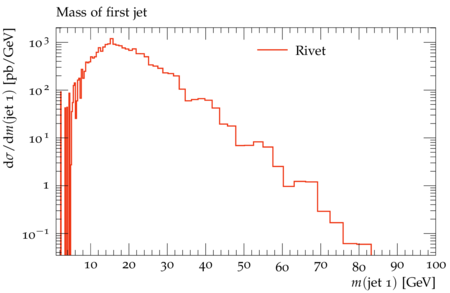 Mass of first jet
dσ/dm(jet 1) [pb/GeV]
10³
10²
10¹
1
10⁻¹
Rivet
10 20 30 40 50 60 70 80 90 100
m(jet 1) [GeV]